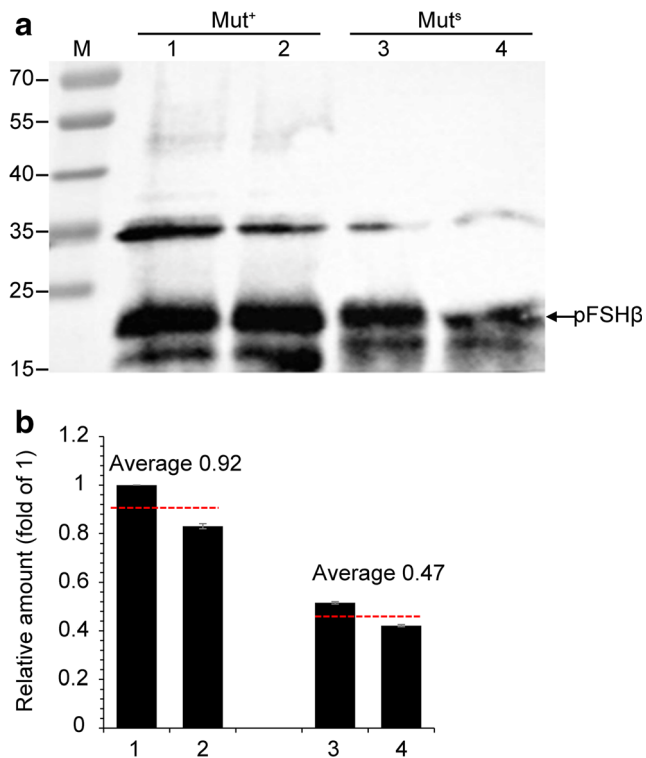 a
Mut⁺ Mutˢ
M 1 2 3 4
70
55
40
35
25
pFSHβ
15
b
1.2
Average 0.92
1
0.8
0.6
Average 0.47
0.4
0.2
0
Relative amount (fold of 1)
1 2 3 4